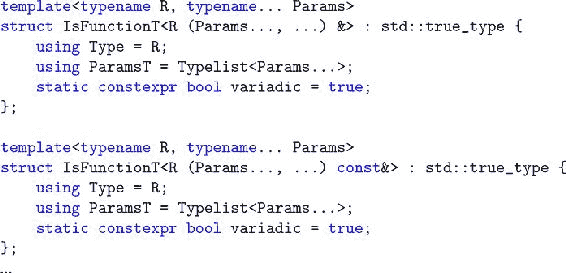 template<typename R, typename... Params>
struct IsFunctionT<R (Params..., ...) &> : std::true_type {
    using Type = R;
    using ParamsT = Typelist<Params...>;
    static constexpr bool variadic = true;
};

template<typename R, typename... Params>
struct IsFunctionT<R (Params..., ...) const&> : std::true_type {
    using Type = R;
    using ParamsT = Typelist<Params...>;
    static constexpr bool variadic = true;
};
...